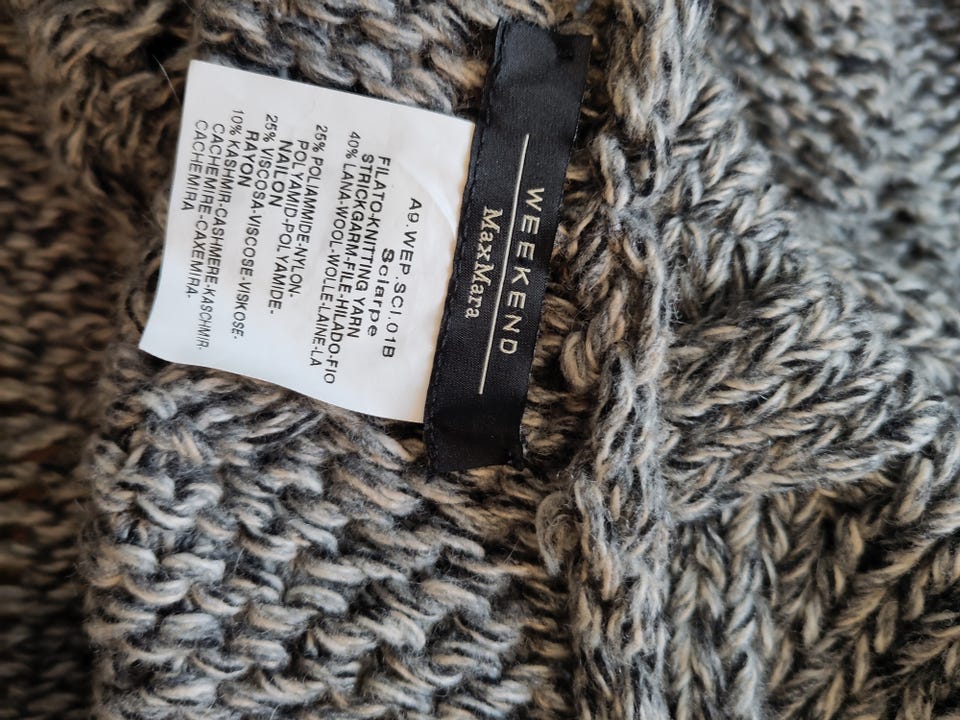 WEEKEND
MaxMara
A9.WEP.SCI.01B
Sciarpe
FILATO-KNITTING YARN
STRICKGARM-FILE-HILADO-FIO
40% LANA-WOOL-WOLLE-LAINE-LA
25% POLIAMMIDE-NYLON-
POLYAMID-POLYAMIDE-
NAILON
25% VISCOSA-VISCOSE-VISKOSE-
RAYON
10% KASHMIR-CASHMERE-KASCHMIR-
CACHEMIRE-CAXEMIRA-
CACHEMIRA